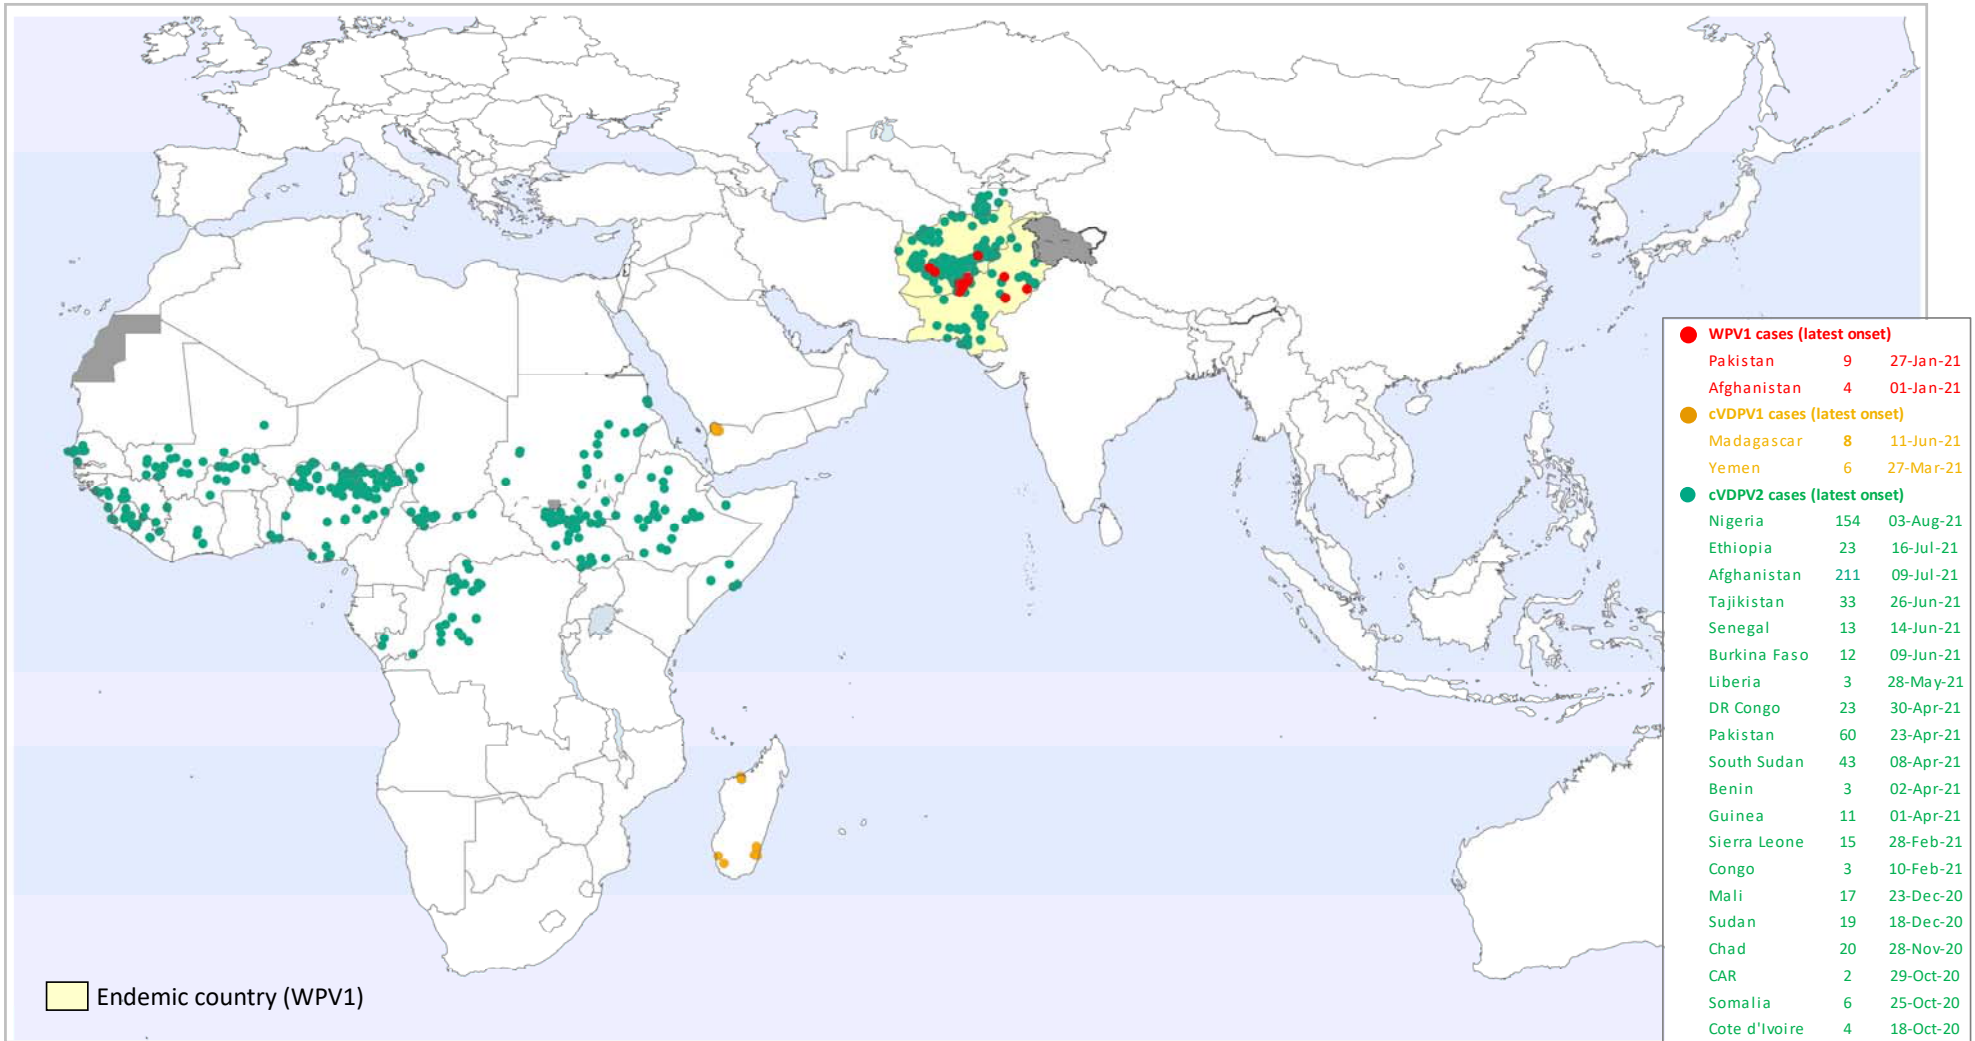 WPV1 cases (latest onset)
Pakistan 9 27-Jan-21
Afghanistan 4 01-Jan-21
cVDPV1 cases (latest onset)
Madagascar 8 11-Jun-21
Yemen 6 27-Mar-21
cVDPV2 cases (latest onset)
Nigeria 154 03-Aug-21
Ethiopia 23 16-Jul-21
Afghanistan 211 09-Jul-21
Tajikistan 33 26-Jun-21
Senegal 13 14-Jun-21
Burkina Faso 12 09-Jun-21
Liberia 3 28-May-21
DR Congo 23 30-Apr-21
Pakistan 60 23-Apr-21
South Sudan 43 08-Apr-21
Benin 3 02-Apr-21
Guinea 11 01-Apr-21
Sierra Leone 15 28-Feb-21
Congo 3 10-Feb-21
Mali 17 23-Dec-20
Sudan 19 18-Dec-20
Chad 20 28-Nov-20
CAR 2 29-Oct-20
Somalia 6 25-Oct-20
Cote d'Ivoire 4 18-Oct-20
Endemic country (WPV1)